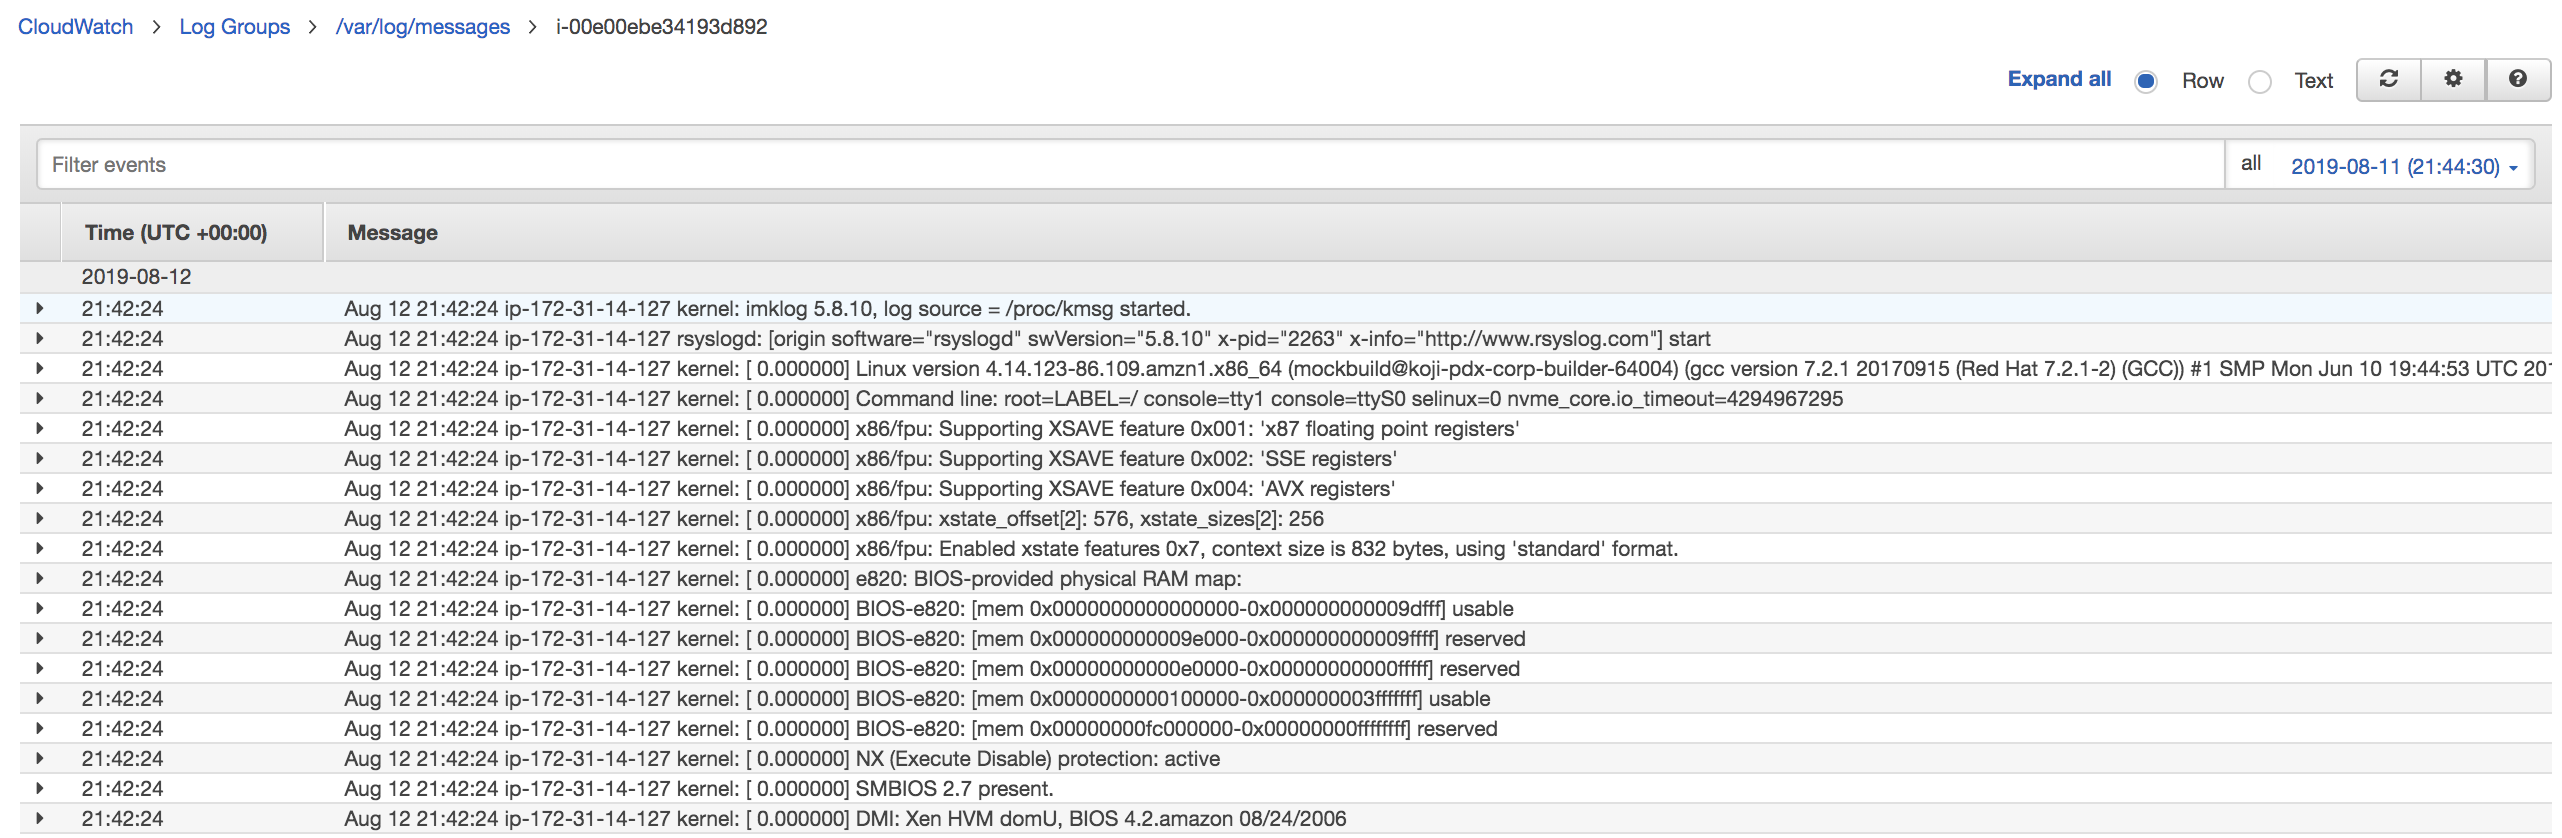 CloudWatch > Log Groups > /var/log/messages > i-00e00ebe34193d892
Expand all Row Text
Filter events all 2019-08-11 (21:44:30)
Time (UTC +00:00) Message
2019-08-12
21:42:24 Aug 12 21:42:24 ip-172-31-14-127 kernel: imklog 5.8.10, log source = /proc/kmsg started.
21:42:24 Aug 12 21:42:24 ip-172-31-14-127 rsyslogd: [origin software="rsyslogd" swVersion="5.8.10" x-pid="2263" x-info="http://www.rsyslog.com"] start
21:42:24 Aug 12 21:42:24 ip-172-31-14-127 kernel: [ 0.000000] Linux version 4.14.123-86.109.amzn1.x86_64 (mockbuild@koji-pdx-corp-builder-64004) (gcc version 7.2.1 20170915 (Red Hat 7.2.1-2) (GCC)) #1 SMP Mon Jun 10 19:44:53 UTC 201
21:42:24 Aug 12 21:42:24 ip-172-31-14-127 kernel: [ 0.000000] Command line: root=LABEL=/ console=tty1 console=ttyS0 selinux=0 nvme_core.io_timeout=4294967295
21:42:24 Aug 12 21:42:24 ip-172-31-14-127 kernel: [ 0.000000] x86/fpu: Supporting XSAVE feature 0x001: 'x87 floating point registers'
21:42:24 Aug 12 21:42:24 ip-172-31-14-127 kernel: [ 0.000000] x86/fpu: Supporting XSAVE feature 0x002: 'SSE registers'
21:42:24 Aug 12 21:42:24 ip-172-31-14-127 kernel: [ 0.000000] x86/fpu: Supporting XSAVE feature 0x004: 'AVX registers'
21:42:24 Aug 12 21:42:24 ip-172-31-14-127 kernel: [ 0.000000] x86/fpu: xstate_offset[2]: 576, xstate_sizes[2]: 256
21:42:24 Aug 12 21:42:24 ip-172-31-14-127 kernel: [ 0.000000] x86/fpu: Enabled xstate features 0x7, context size is 832 bytes, using 'standard' format.
21:42:24 Aug 12 21:42:24 ip-172-31-14-127 kernel: [ 0.000000] e820: BIOS-provided physical RAM map:
21:42:24 Aug 12 21:42:24 ip-172-31-14-127 kernel: [ 0.000000] BIOS-e820: [mem 0x0000000000000000-0x000000000009dfff] usable
21:42:24 Aug 12 21:42:24 ip-172-31-14-127 kernel: [ 0.000000] BIOS-e820: [mem 0x000000000009e000-0x000000000009ffff] reserved
21:42:24 Aug 12 21:42:24 ip-172-31-14-127 kernel: [ 0.000000] BIOS-e820: [mem 0x00000000000e0000-0x00000000000fffff] reserved
21:42:24 Aug 12 21:42:24 ip-172-31-14-127 kernel: [ 0.000000] BIOS-e820: [mem 0x0000000000100000-0x000000003fffffff] usable
21:42:24 Aug 12 21:42:24 ip-172-31-14-127 kernel: [ 0.000000] BIOS-e820: [mem 0x00000000fc000000-0x00000000ffffffff] reserved
21:42:24 Aug 12 21:42:24 ip-172-31-14-127 kernel: [ 0.000000] NX (Execute Disable) protection: active
21:42:24 Aug 12 21:42:24 ip-172-31-14-127 kernel: [ 0.000000] SMBIOS 2.7 present.
21:42:24 Aug 12 21:42:24 ip-172-31-14-127 kernel: [ 0.000000] DMI: Xen HVM domU, BIOS 4.2.amazon 08/24/2006